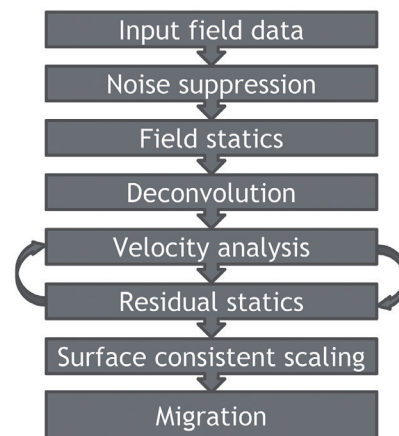 Input field data
Noise suppression
Field statics
Deconvolution
Velocity analysis
Residual statics
Surface consistent scaling
Migration